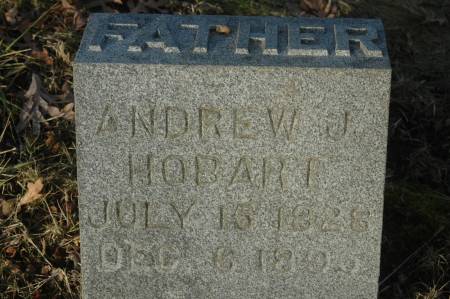 FATHER
ANDREW J.
HOBART
JULY 15 1828
DEC. 6